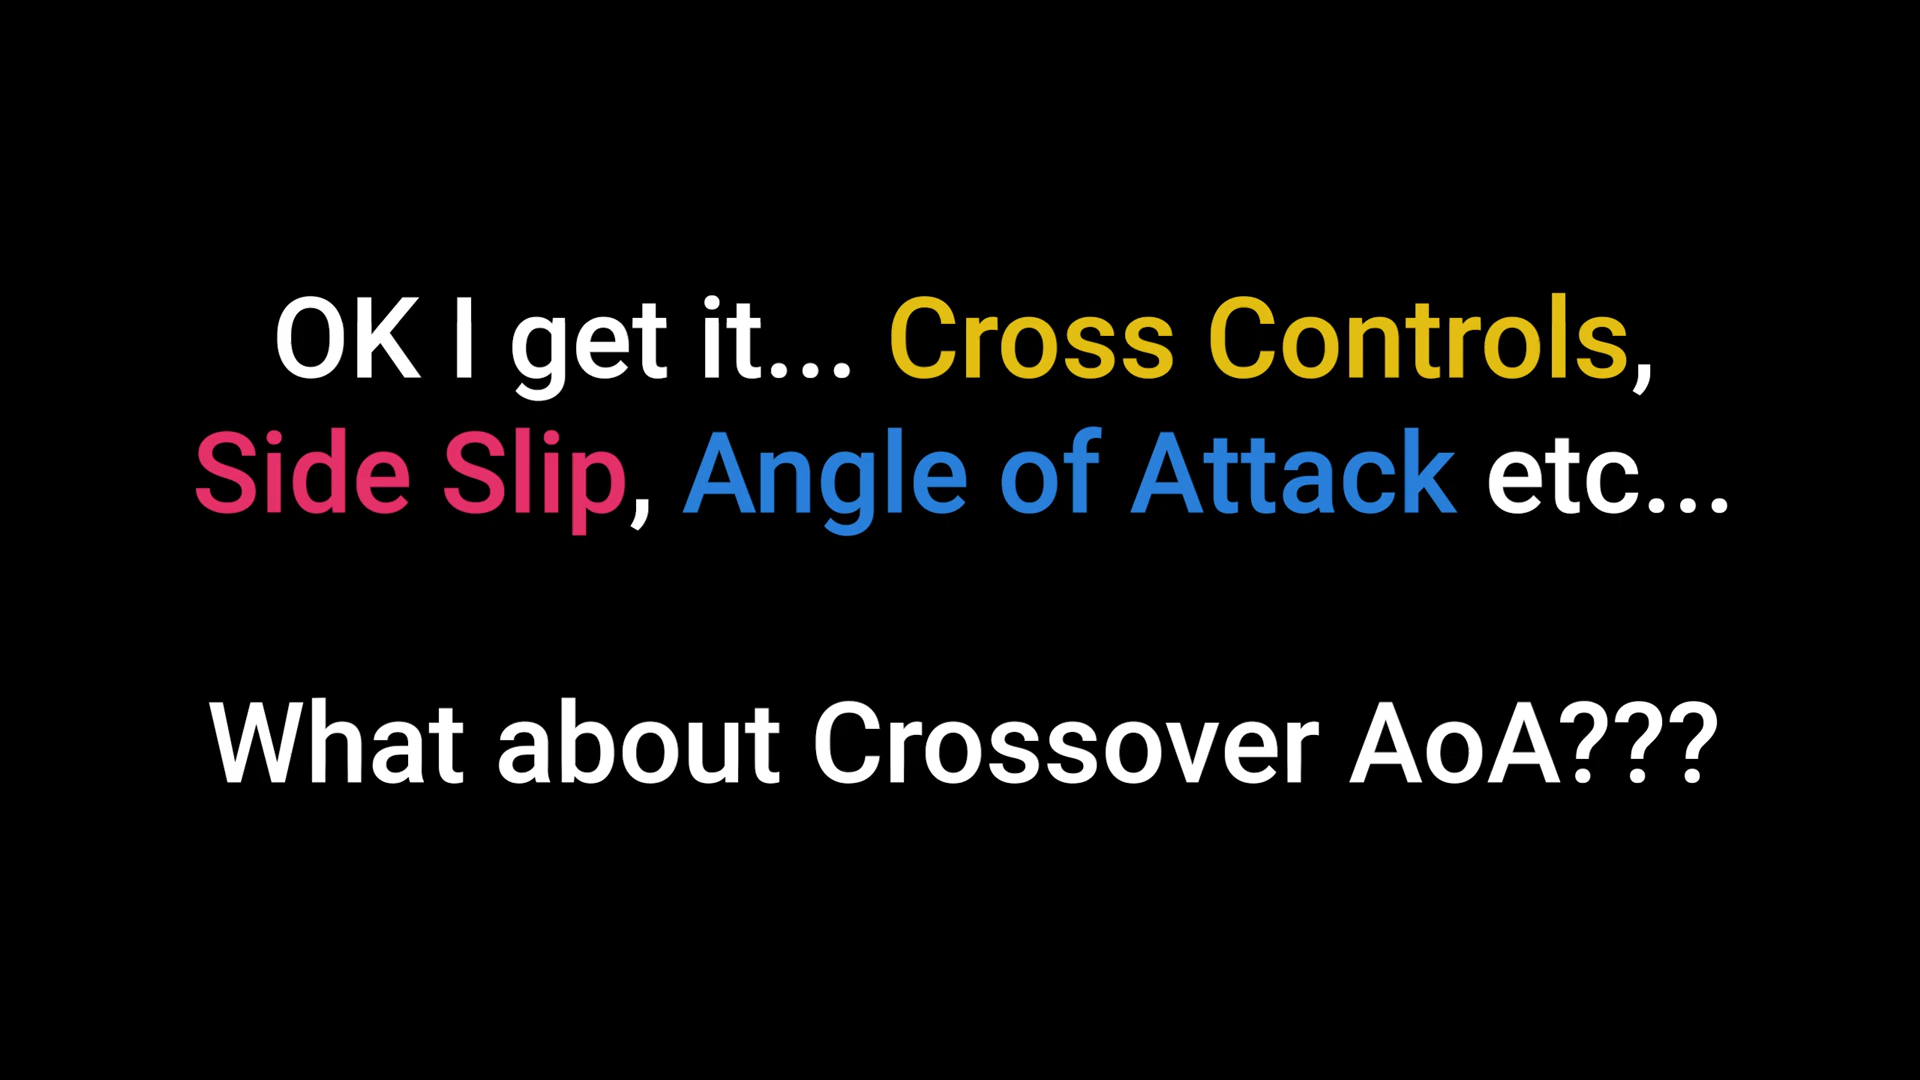 OK I get it... Cross Controls,
Side Slip, Angle of Attack etc...
What about Crossover AoA???